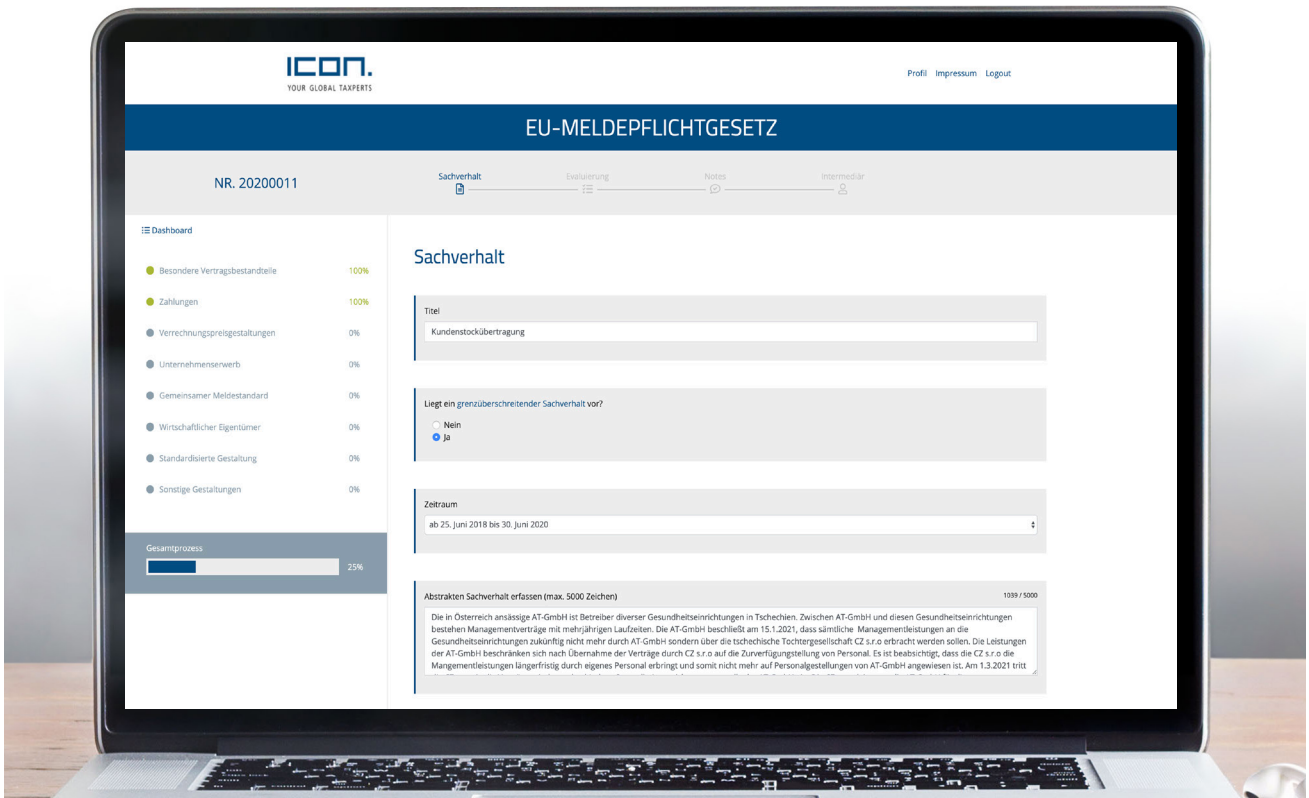 ICON.
YOUR GLOBAL TAXPERTS
Profil Impressum Logout
EU-MELDEPFLICHTGESETZ
NR. 20200011
Sachverhalt
Evaluierung
Notes
Intermediär
Dashboard
Besondere Vertragsbestandteile 100%
Zahlungen 100%
Verrechnungspreisgestaltungen 0%
Unternehmenserwerb 0%
Gemeinsamer Meldestandard 0%
Wirtschaftlicher Eigentümer 0%
Standardisierte Gestaltung 0%
Sonstige Gestaltungen 0%
Gesamtprozess
25%
Sachverhalt
Titel
Kundenstockübertragung
Liegt ein grenzüberschreitender Sachverhalt vor?
Nein
Ja
Zeitraum
ab 25. Juni 2018 bis 30. Juni 2020
Abstrakten Sachverhalt erfassen (max. 5000 Zeichen) 1039 / 5000
Die in Österreich ansässige AT-GmbH ist Betreiber diverser Gesundheitseinrichtungen in Tschechien. Zwischen AT-GmbH und diesen Gesundheitseinrichtungen
bestehen Managementverträge mit mehrjährigen Laufzeiten. Die AT-GmbH beschließt am 15.1.2021, dass sämtliche Managementleistungen an die
Gesundheitseinrichtungen zukünftig nicht mehr durch AT-GmbH sondern über die tschechische Tochtergesellschaft CZ s.r.o erbracht werden sollen. Die Leistungen
der AT-GmbH beschränken sich nach Übernahme der Verträge durch CZ s.r.o auf die Zurverfügungstellung von Personal. Es ist beabsichtigt, dass die CZ s.r.o die
Mangementleistungen längerfristig durch eigenes Personal erbringt und somit nicht mehr auf Personalgestellungen von AT-GmbH angewiesen ist. Am 1.3.2021 tritt